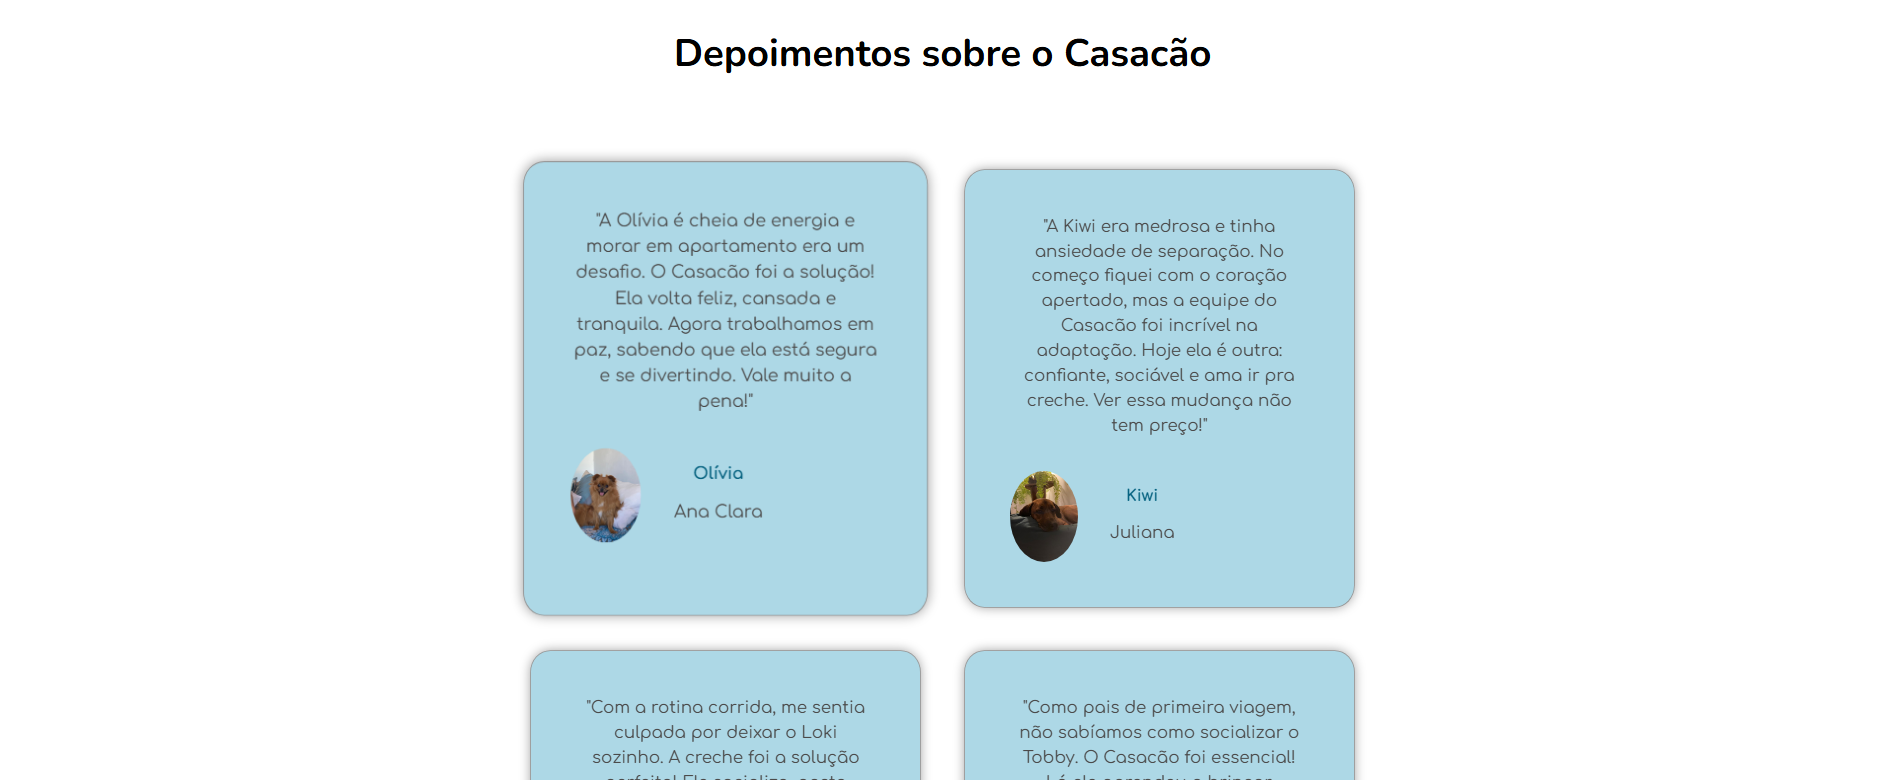 Depoimentos sobre o Casacão
"A Olívia é cheia de energia e
morar em apartamento era um
desafio. O Casacão foi a solução!
Ela volta feliz, cansada e
tranquila. Agora trabalhamos em
paz, sabendo que ela está segura
e se divertindo. Vale muito a
pena!"
Olívia
Ana Clara
"A Kiwi era medrosa e tinha
ansiedade de separação. No
começo fiquei com o coração
apertado, mas a equipe do
Casacão foi incrível na
adaptação. Hoje ela é outra:
confiante, sociável e ama ir pra
creche. Ver essa mudança não
tem preço!"
Kiwi
Juliana
"Com a rotina corrida, me sentia
culpada por deixar o Loki
sozinho. A creche foi a solução
"Como pais de primeira viagem,
não sabíamos como socializar o
Tobby. O Casacão foi essencial!